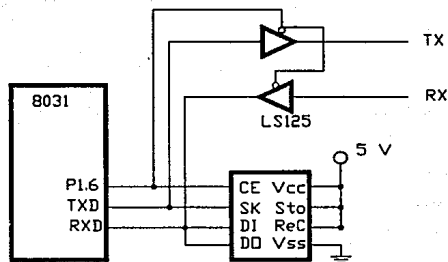 TX
RX
LS125
8031
5 V
P1.6
TXD
RXD
CE Vcc
SK Sto
DI ReC
DO Vss